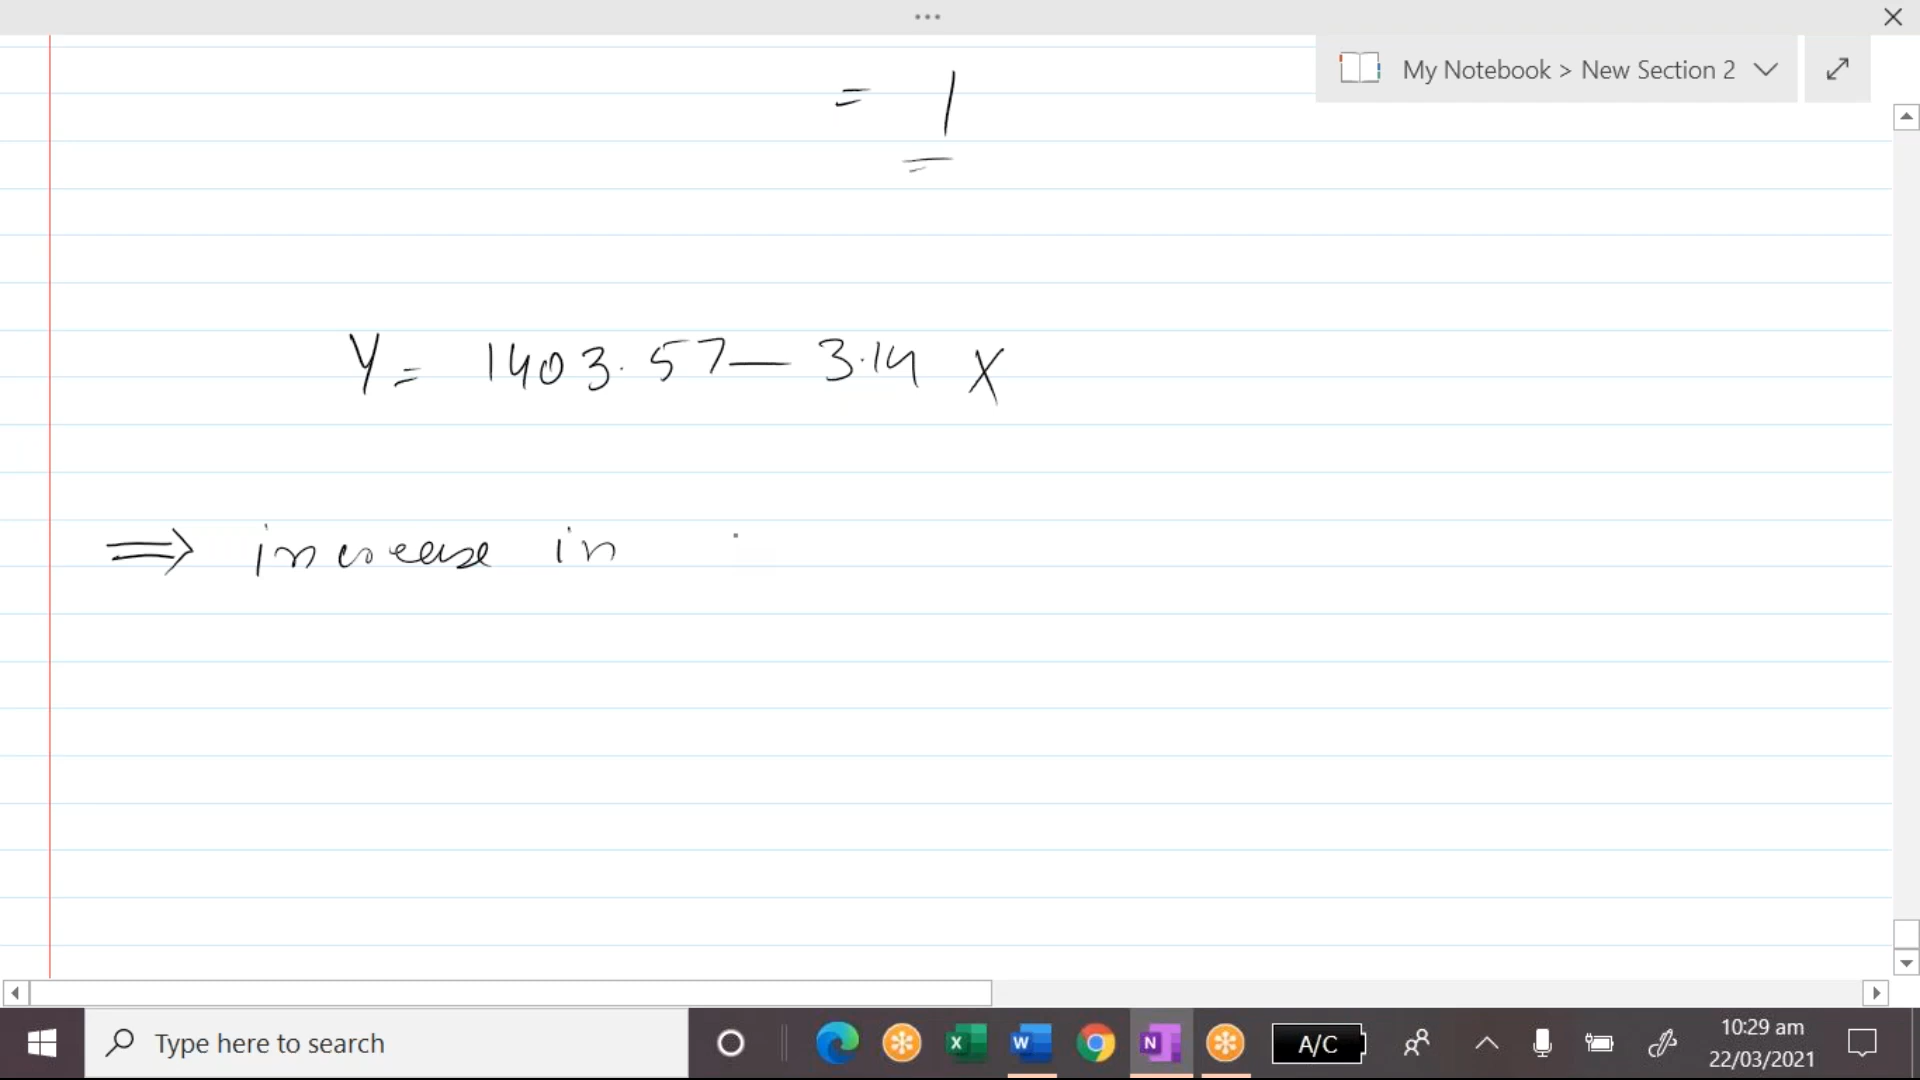 My Notebook > New Section 2
= 1
Y = 1403.57 — 3.14 X
⇒ increase in
Type here to search
A/C
10:29 am
22/03/2021